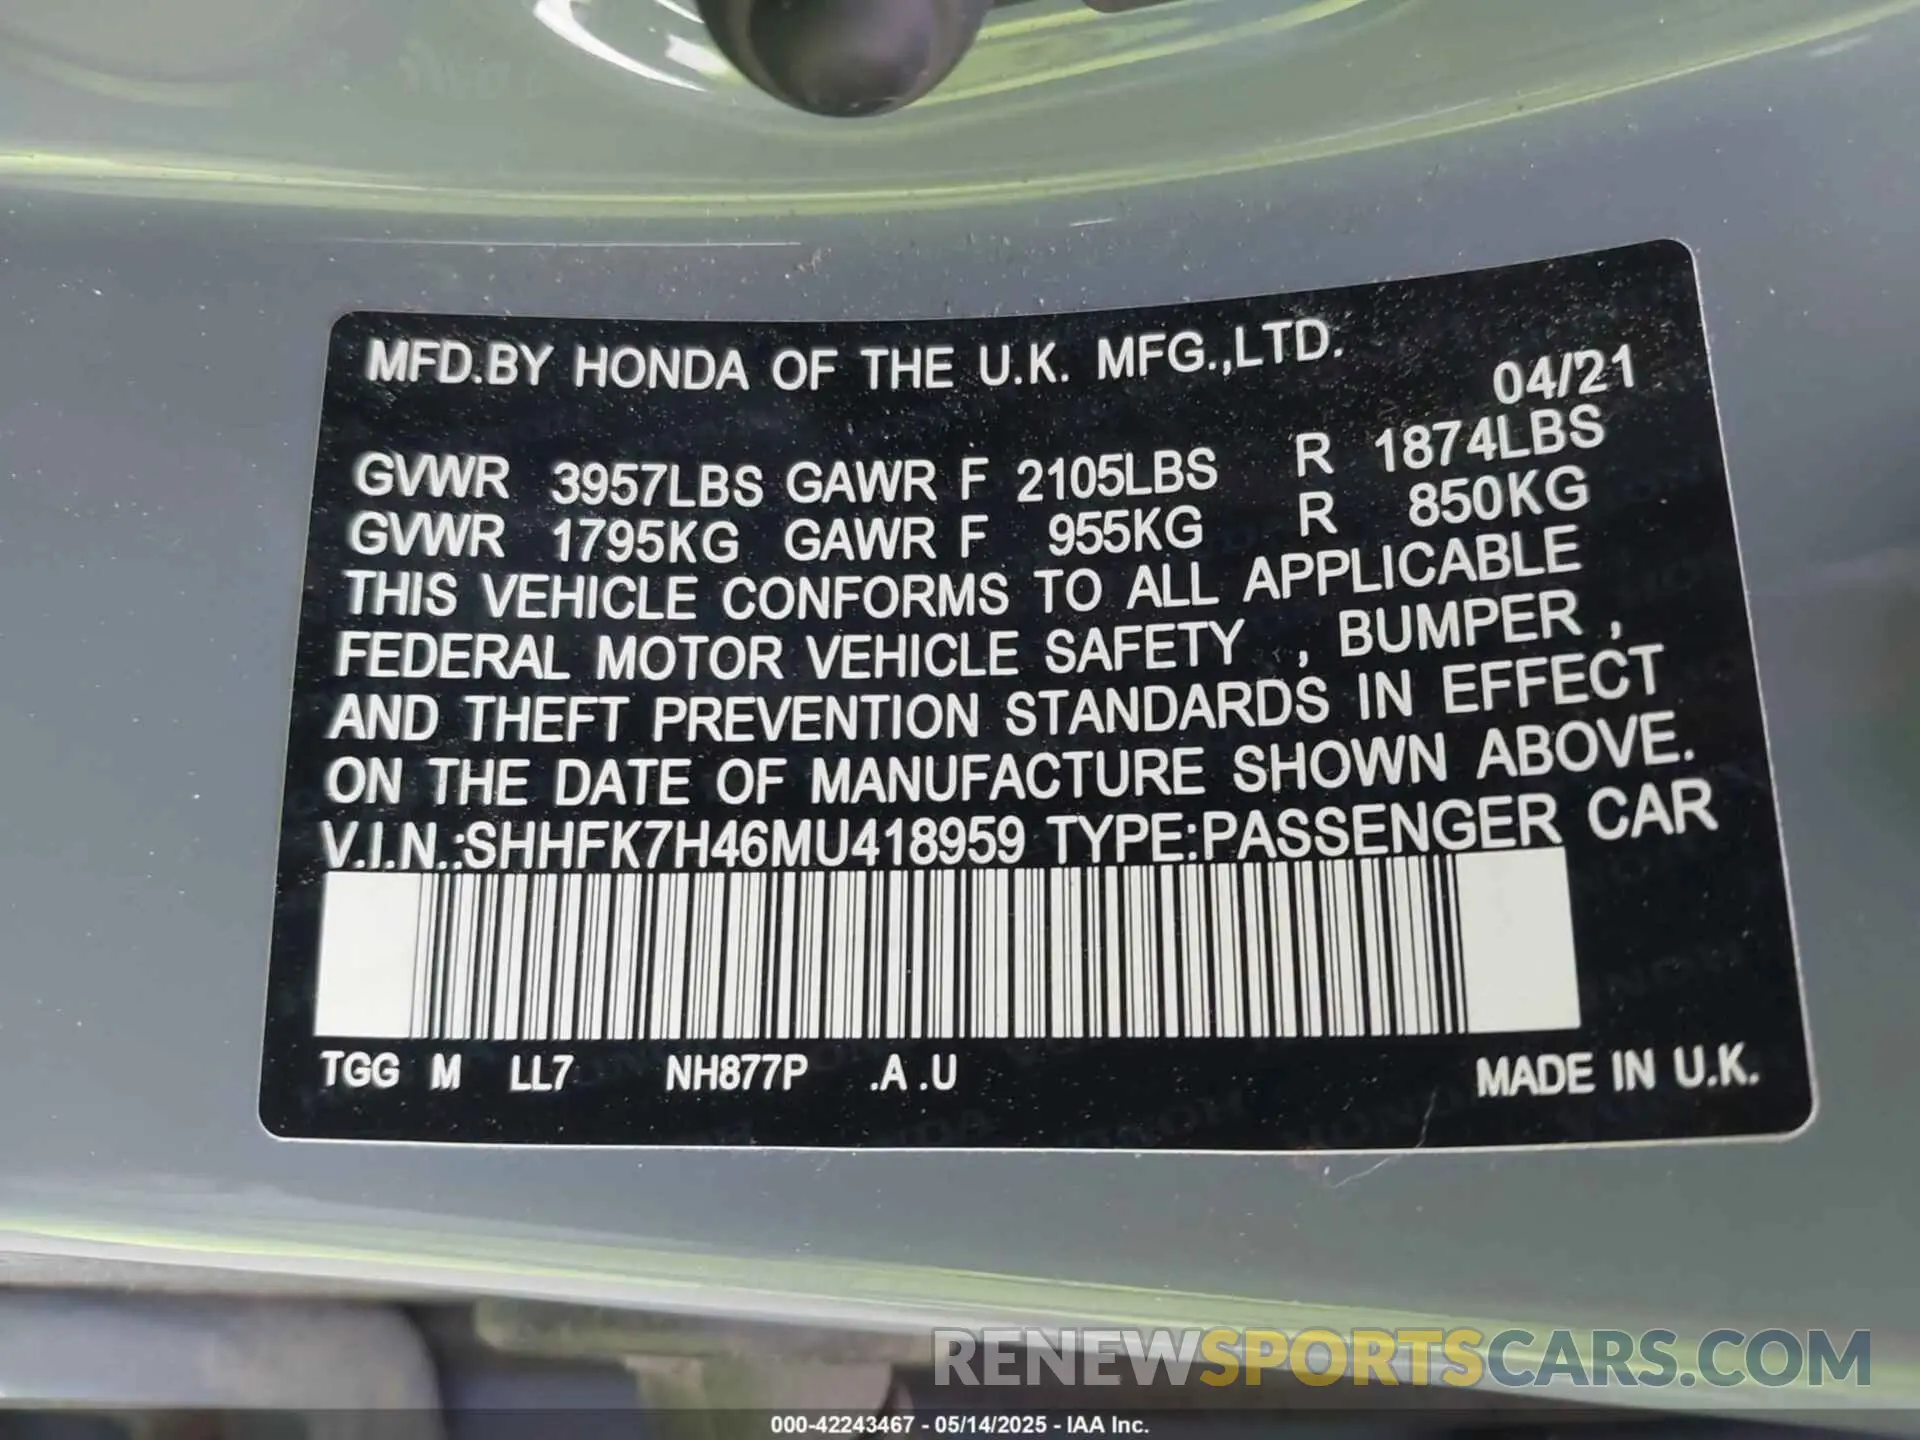 MFD.BY HONDA OF THE U.K. MFG.,LTD.
04/21
GVWR 3957LBS GAWR F 2105LBS R 1874LBS
GVWR 1795KG GAWR F 955KG R 850KG
THIS VEHICLE CONFORMS TO ALL APPLICABLE
FEDERAL MOTOR VEHICLE SAFETY , BUMPER ,
AND THEFT PREVENTION STANDARDS IN EFFECT
ON THE DATE OF MANUFACTURE SHOWN ABOVE.
V.I.N.:SHHFK7H46MU418959 TYPE:PASSENGER CAR
TGG M LL7 NH877P .A .U MADE IN U.K.
RENEWSPORTSCARS.COM
000-42243467 - 05/14/2025 - IAA Inc.